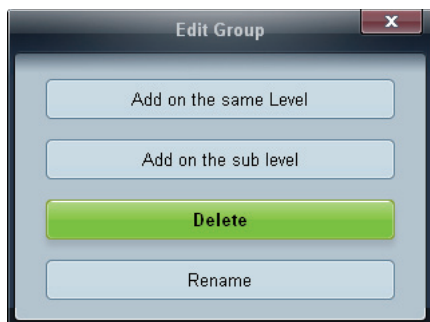 Edit Group
x
Add on the same Level
Add on the sub level
Delete
Rename